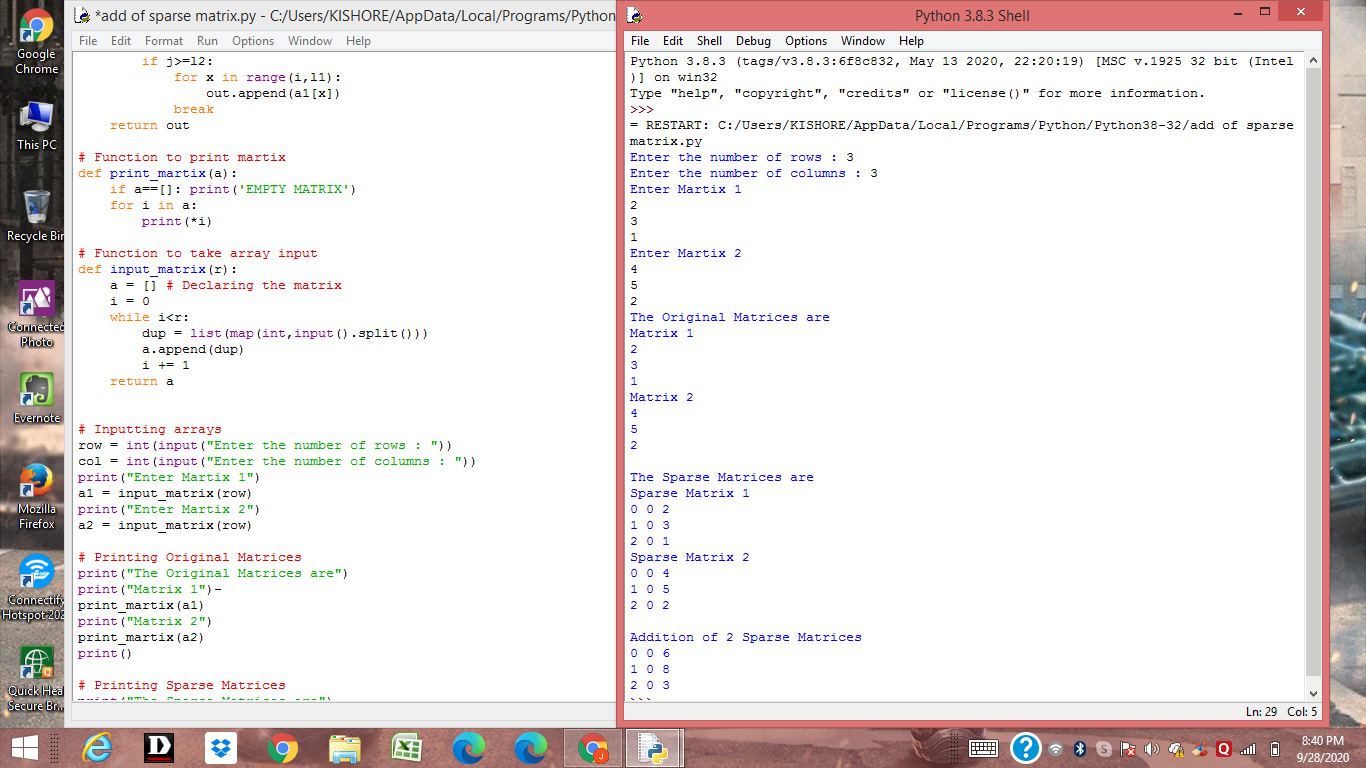 Google
Chrome
This PC
Recycle Bin
Connected
Photo
Evernote
Mozilla
Firefox
Connectify
Hotspot 202
Quick Hea
Secure Br...
*add of sparse matrix.py - C:/Users/KISHORE/AppData/Local/Programs/Python
File Edit Format Run Options Window Help
        if j>=l2:
            for x in range(i,l1):
                out.append(a1[x])
            break
    return out

# Function to print martix
def print_martix(a):
    if a==[]: print('EMPTY MATRIX')
    for i in a:
        print(*i)

# Function to take array input
def input_matrix(r):
    a = [] # Declaring the matrix
    i = 0
    while i<r:
        dup = list(map(int,input().split()))
        a.append(dup)
        i += 1
    return a

# Inputting arrays
row = int(input("Enter the number of rows : "))
col = int(input("Enter the number of columns : "))
print("Enter Martix 1")
a1 = input_matrix(row)
print("Enter Martix 2")
a2 = input_matrix(row)

# Printing Original Matrices
print("The Original Matrices are")
print("Matrix 1")-
print_martix(a1)
print("Matrix 2")
print_martix(a2)
print()

# Printing Sparse Matrices
print("The Sparse Matrices are")
Python 3.8.3 Shell
File Edit Shell Debug Options Window Help
Python 3.8.3 (tags/v3.8.3:6f8c832, May 13 2020, 22:20:19) [MSC v.1925 32 bit (Intel
)] on win32
Type "help", "copyright", "credits" or "license()" for more information.
>>>
= RESTART: C:/Users/KISHORE/AppData/Local/Programs/Python/Python38-32/add of sparse
matrix.py
Enter the number of rows : 3
Enter the number of columns : 3
Enter Martix 1
2
3
1
Enter Martix 2
4
5
2
The Original Matrices are
Matrix 1
2
3
1
Matrix 2
4
5
2

The Sparse Matrices are
Sparse Matrix 1
0 0 2
1 0 3
2 0 1
Sparse Matrix 2
0 0 4
1 0 5
2 0 2

Addition of 2 Sparse Matrices
0 0 6
1 0 8
2 0 3
>>>
Ln: 29 Col: 5
8:40 PM
9/28/2020